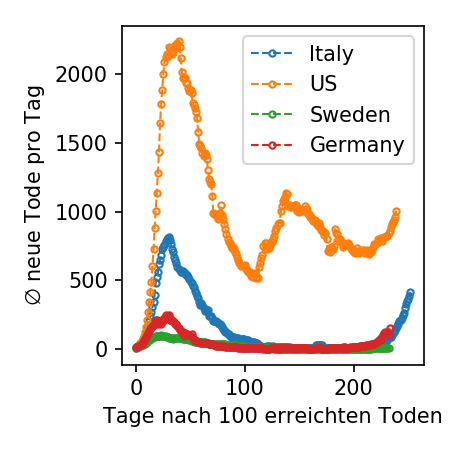 Italy
US
Sweden
Germany
∅ neue Tode pro Tag
2000
1500
1000
500
0
0
100
200
Tage nach 100 erreichten Toden